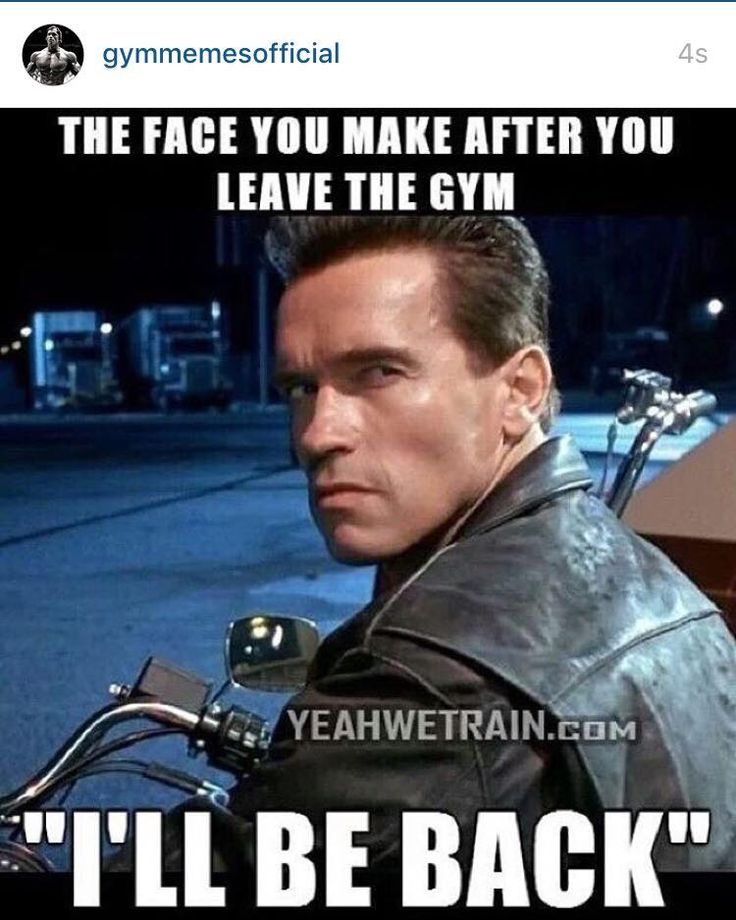 gymmemesofficial
4s
THE FACE YOU MAKE AFTER YOU
LEAVE THE GYM
YEAHWETRAIN.COM
"I'LL BE BACK"